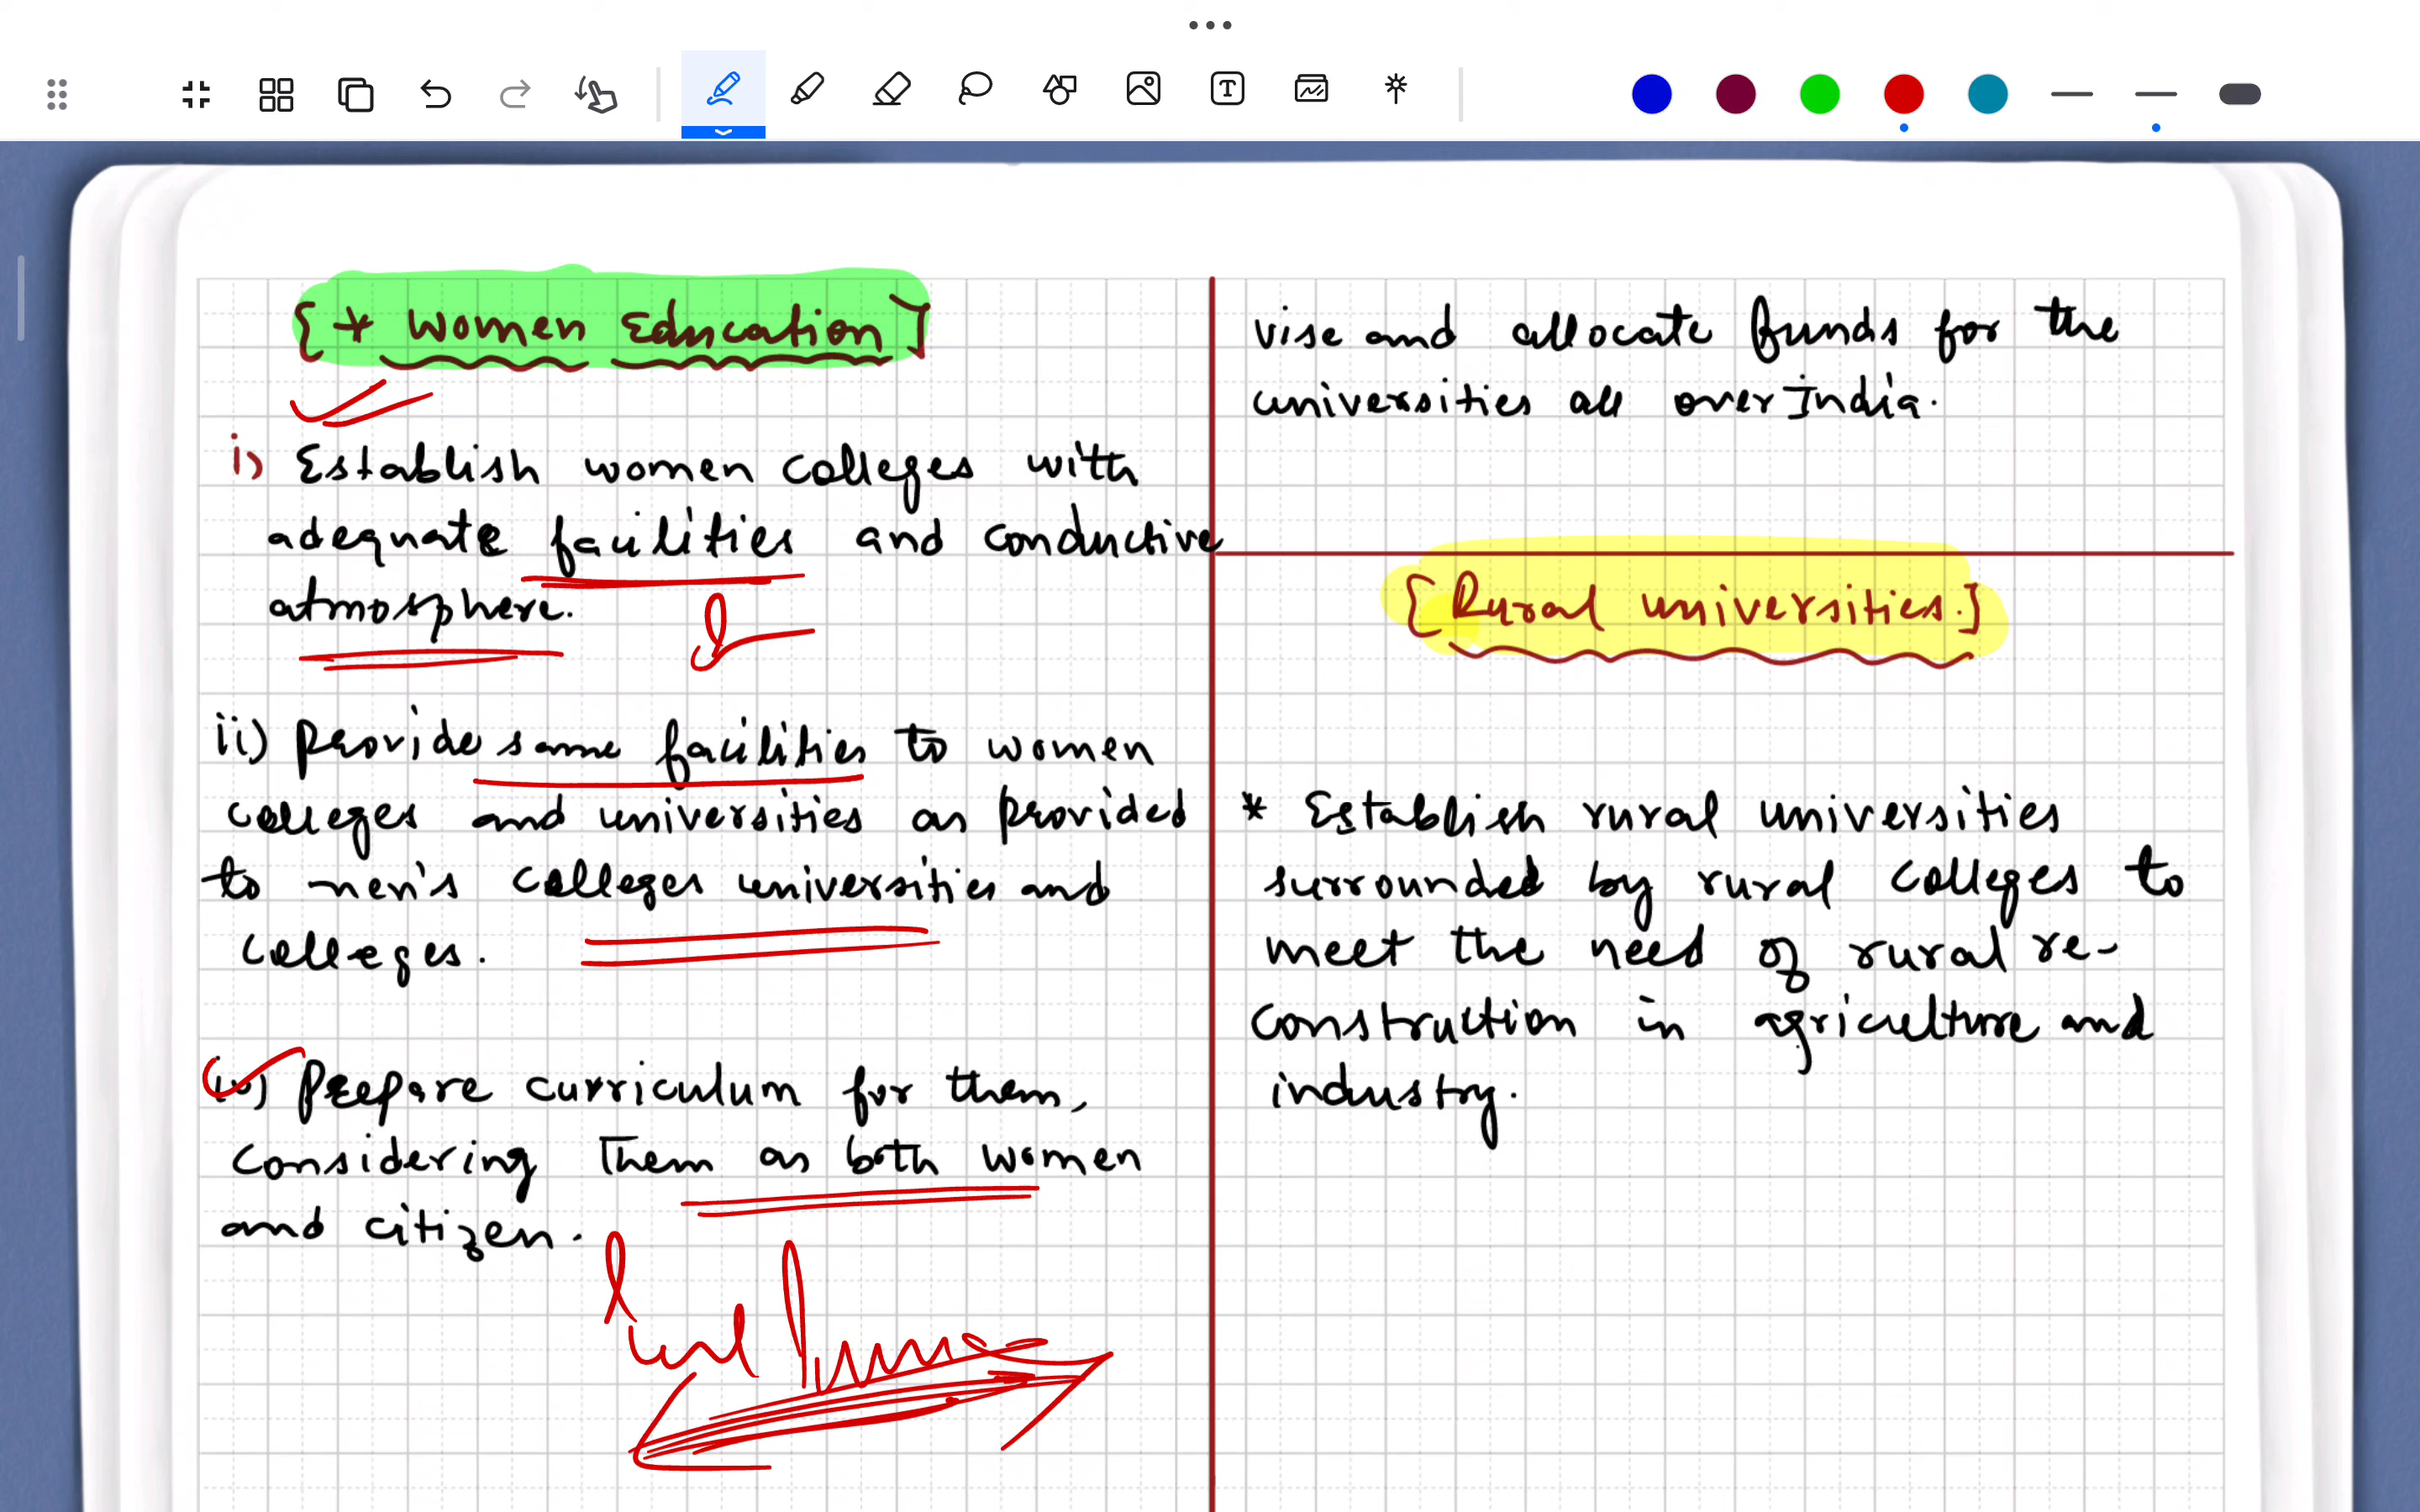 { * Women Education ]
i) Establish women colleges with
adequate facilities and conductive
atmosphere.
ii) Provide same facilities to women
colleges and universities as provided
to men's colleges universities and
colleges.
iv) Prepare curriculum for them,
considering Them as both women
and citizen.
vise and allocate funds for the
universities all over India.
[ Rural universities. ]
* Establish rural universities
surrounded by rural colleges to
meet the need of rural re-
construction in agriculture and
industry.